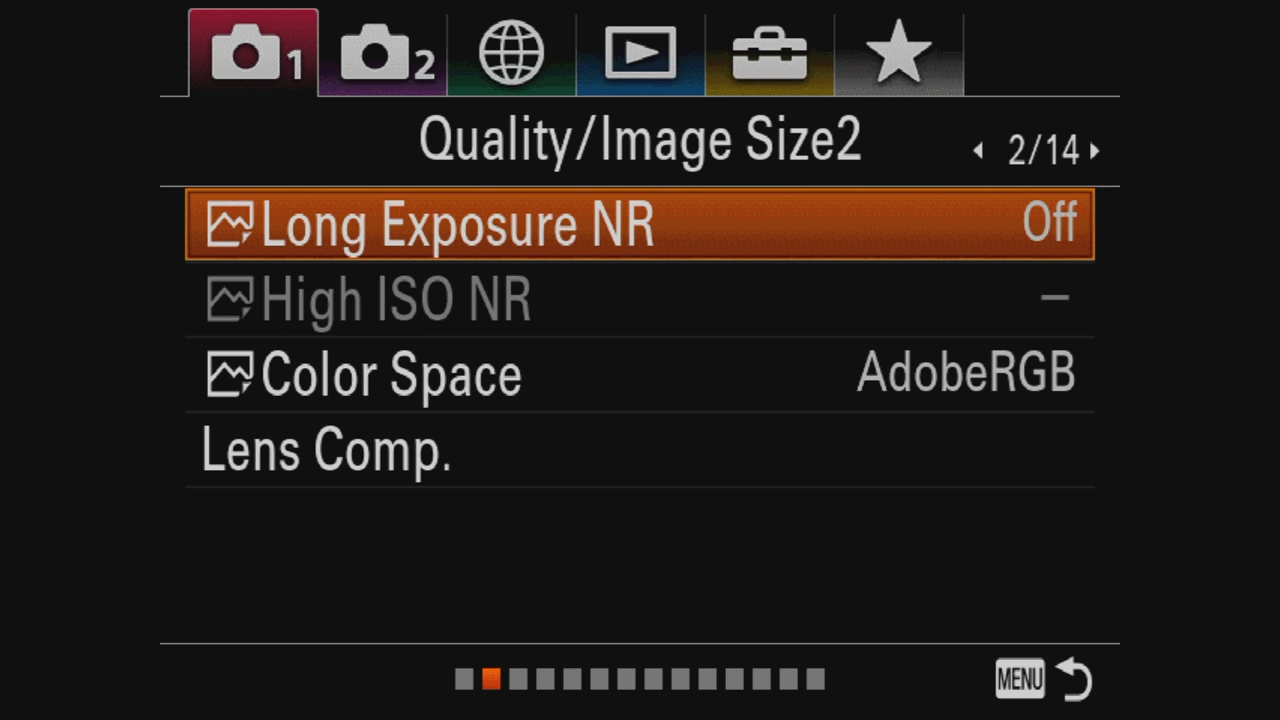 1 2
Quality/Image Size2 2/14
Long Exposure NR Off
High ISO NR –
Color Space AdobeRGB
Lens Comp.
MENU